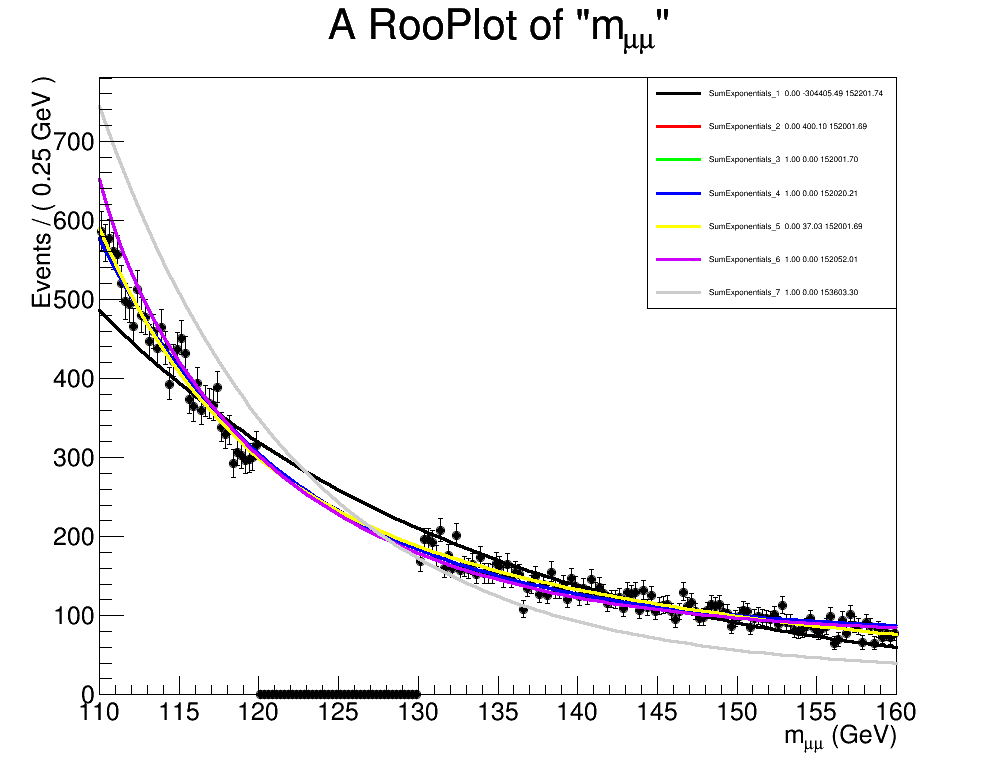 A RooPlot of "mμμ"
Events / ( 0.25 GeV )
700
600
500
400
300
200
100
0
SumExponentials_1 0.00 -304405.49 152201.74
SumExponentials_2 0.00 400.10 152001.69
SumExponentials_3 1.00 0.00 152001.70
SumExponentials_4 1.00 0.00 152020.21
SumExponentials_5 0.00 37.03 152001.69
SumExponentials_6 1.00 0.00 152052.01
SumExponentials_7 1.00 0.00 153603.30
110 115 120 125 130 135 140 145 150 155 160
mμμ (GeV)